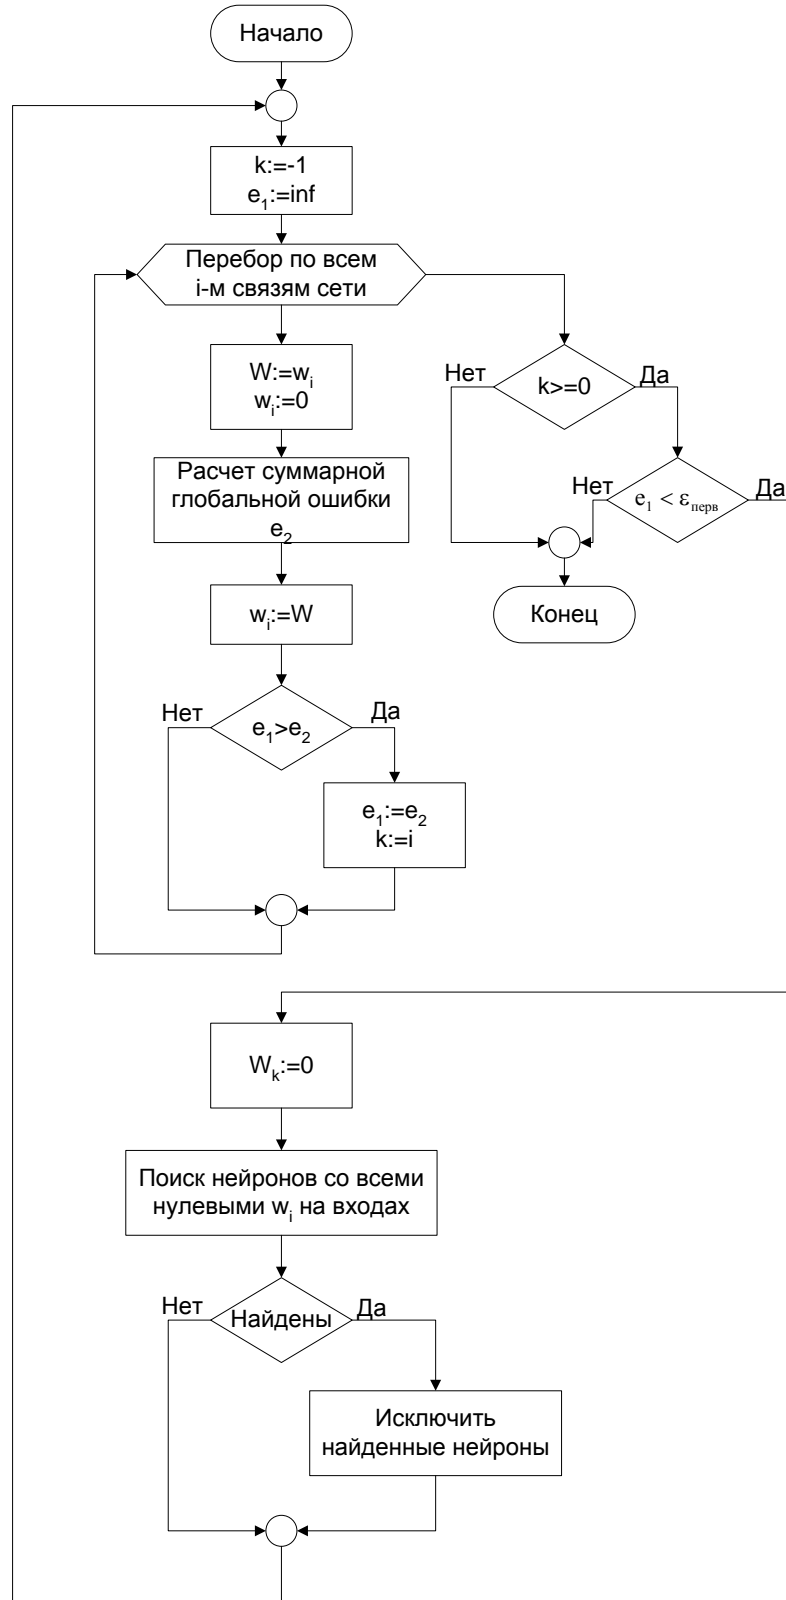 Начало
k:=-1
e₁:=inf
Перебор по всем
i-м связям сети
W:=wᵢ
wᵢ:=0
Нет
k>=0
Да
Расчет суммарной
глобальной ошибки
e₂
Нет
e₁ < εперв
Да
wᵢ:=W
Конец
Нет
e₁>e₂
Да
e₁:=e₂
k:=i
Wₖ:=0
Поиск нейронов со всеми
нулевыми wᵢ на входах
Нет
Найдены
Да
Исключить
найденные нейроны